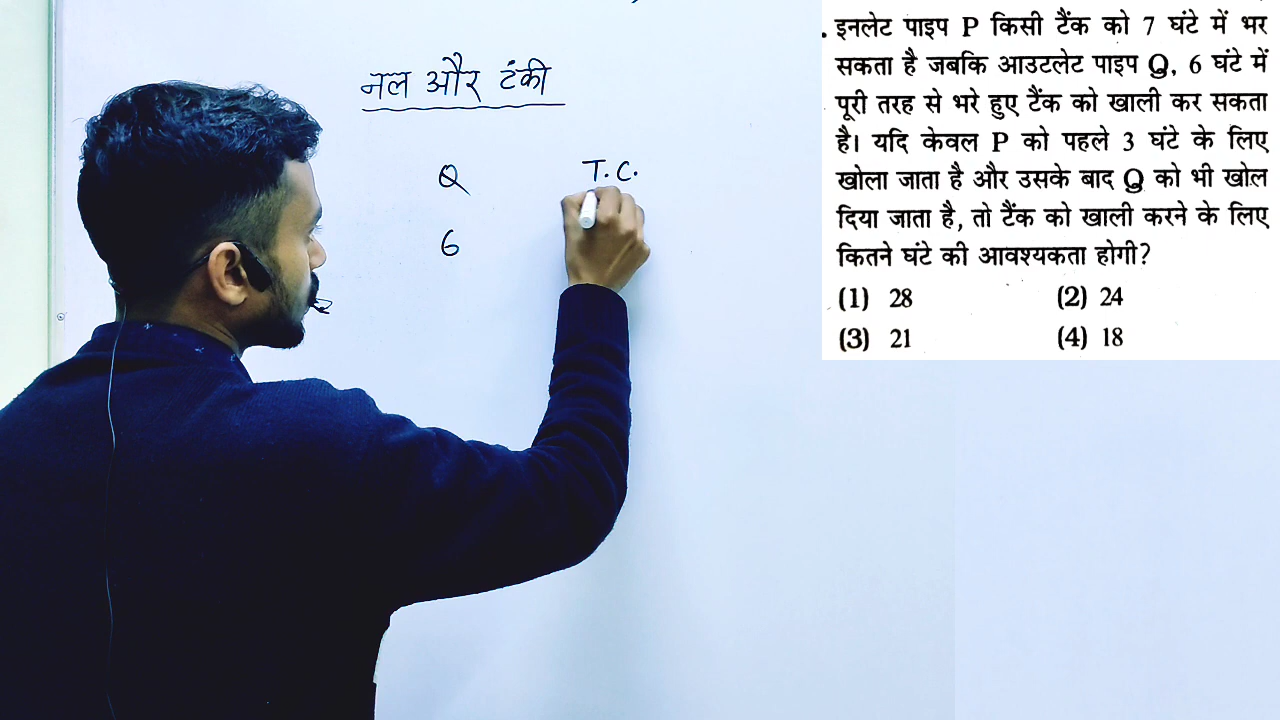 नल और टंकी
Q T. C.
6
इनलेट पाइप P किसी टैंक को 7 घंटे में भर
सकता है जबकि आउटलेट पाइप Q, 6 घंटे में
पूरी तरह से भरे हुए टैंक को खाली कर सकता
है। यदि केवल P को पहले 3 घंटे के लिए
खोला जाता है और उसके बाद Q को भी खोल
दिया जाता है, तो टैंक को खाली करने के लिए
कितने घंटे की आवश्यकता होगी?
(1) 28 (2) 24
(3) 21 (4) 18